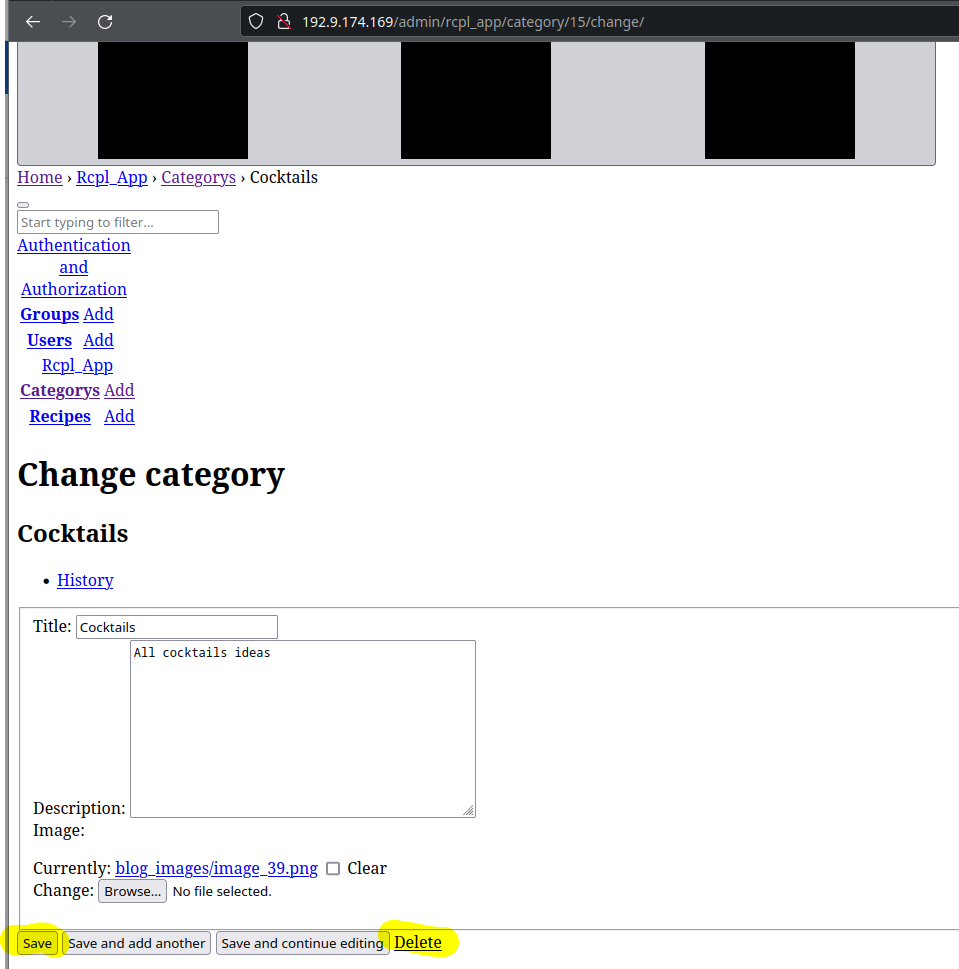 192.9.174.169/admin/rcpl_app/category/15/change/
Home › Rcpl_App › Categorys › Cocktails
Start typing to filter...
Authentication
and
Authorization
Groups Add
Users Add
Rcpl_App
Categorys Add
Recipes Add
Change category
Cocktails
• History
Title: Cocktails
All cocktails ideas
Description:
Image:
Currently: blog_images/image_39.png Clear
Change: Browse... No file selected.
Save Save and add another Save and continue editing Delete